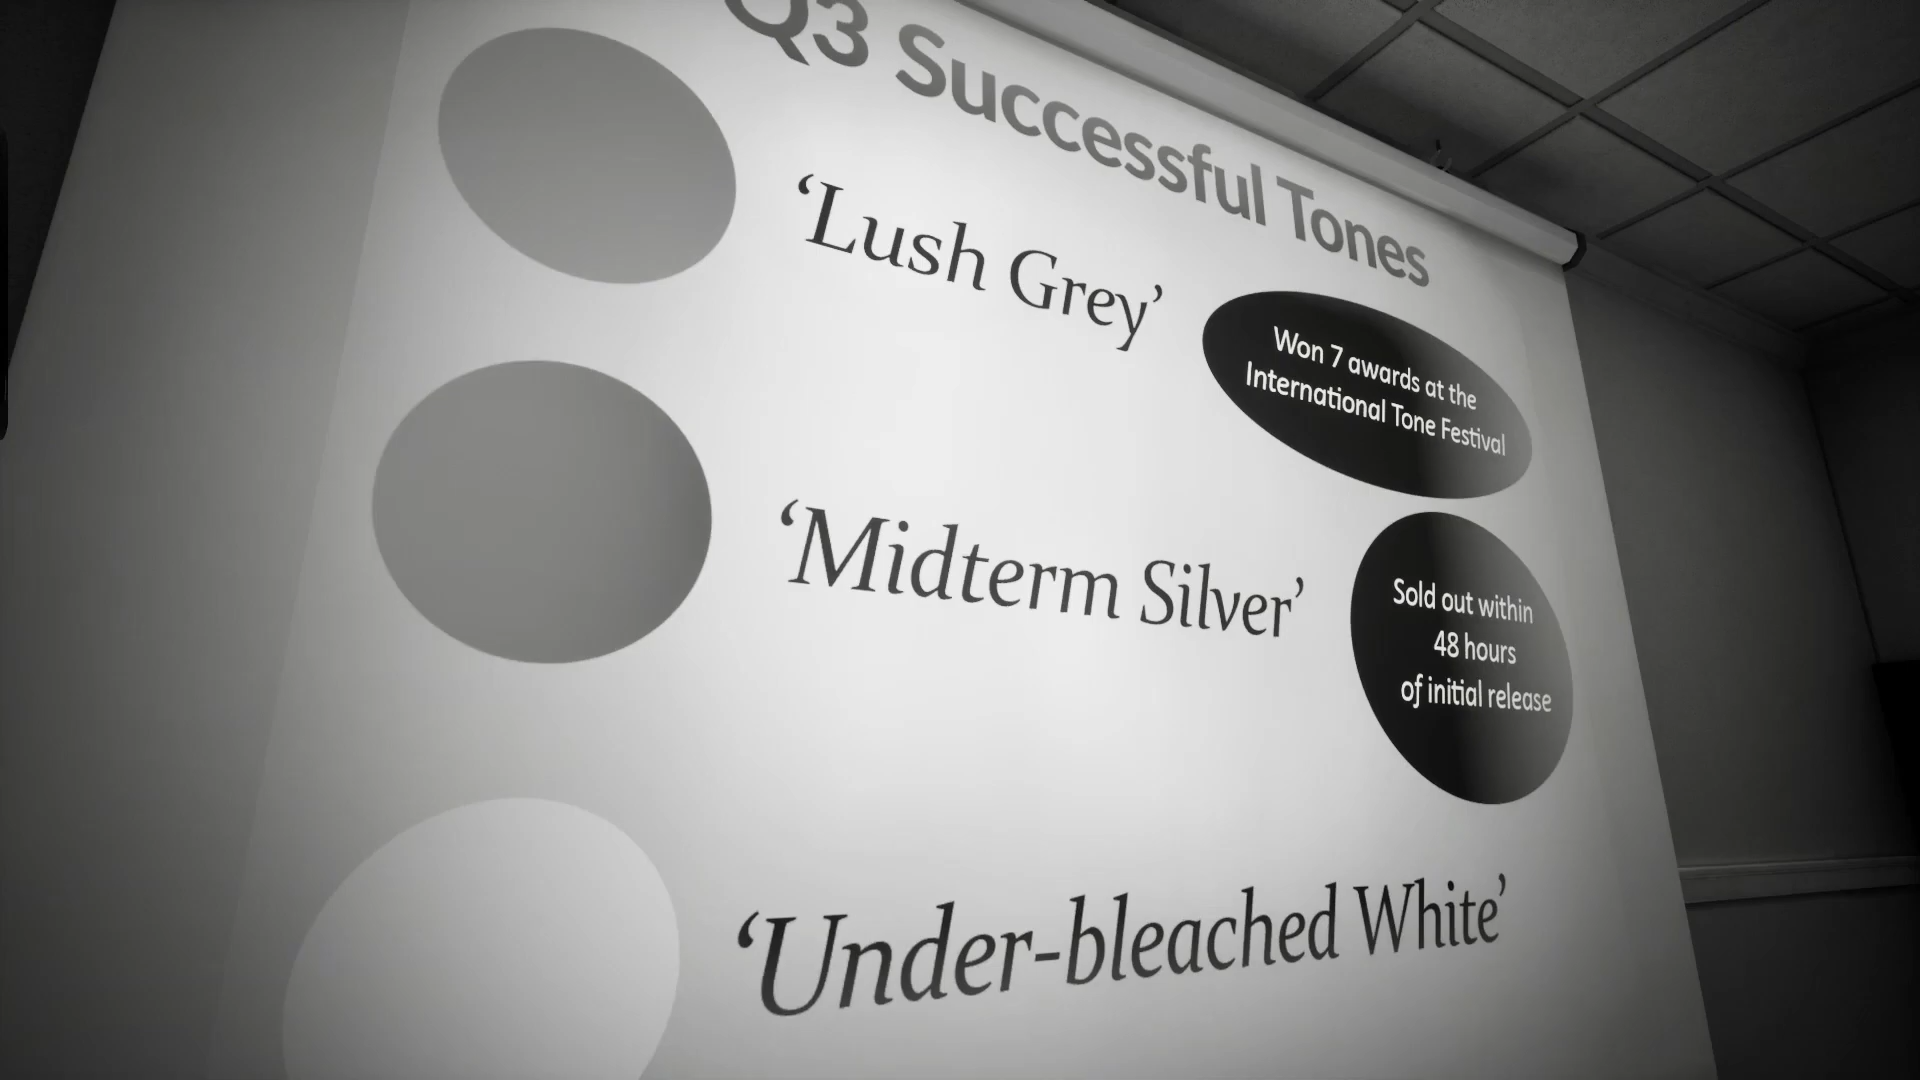 Q3 Successful Tones
‘Lush Grey’
Won 7 awards at the
International Tone Festival
‘Midterm Silver’
Sold out within
48 hours
of initial release
‘Under-bleached White’